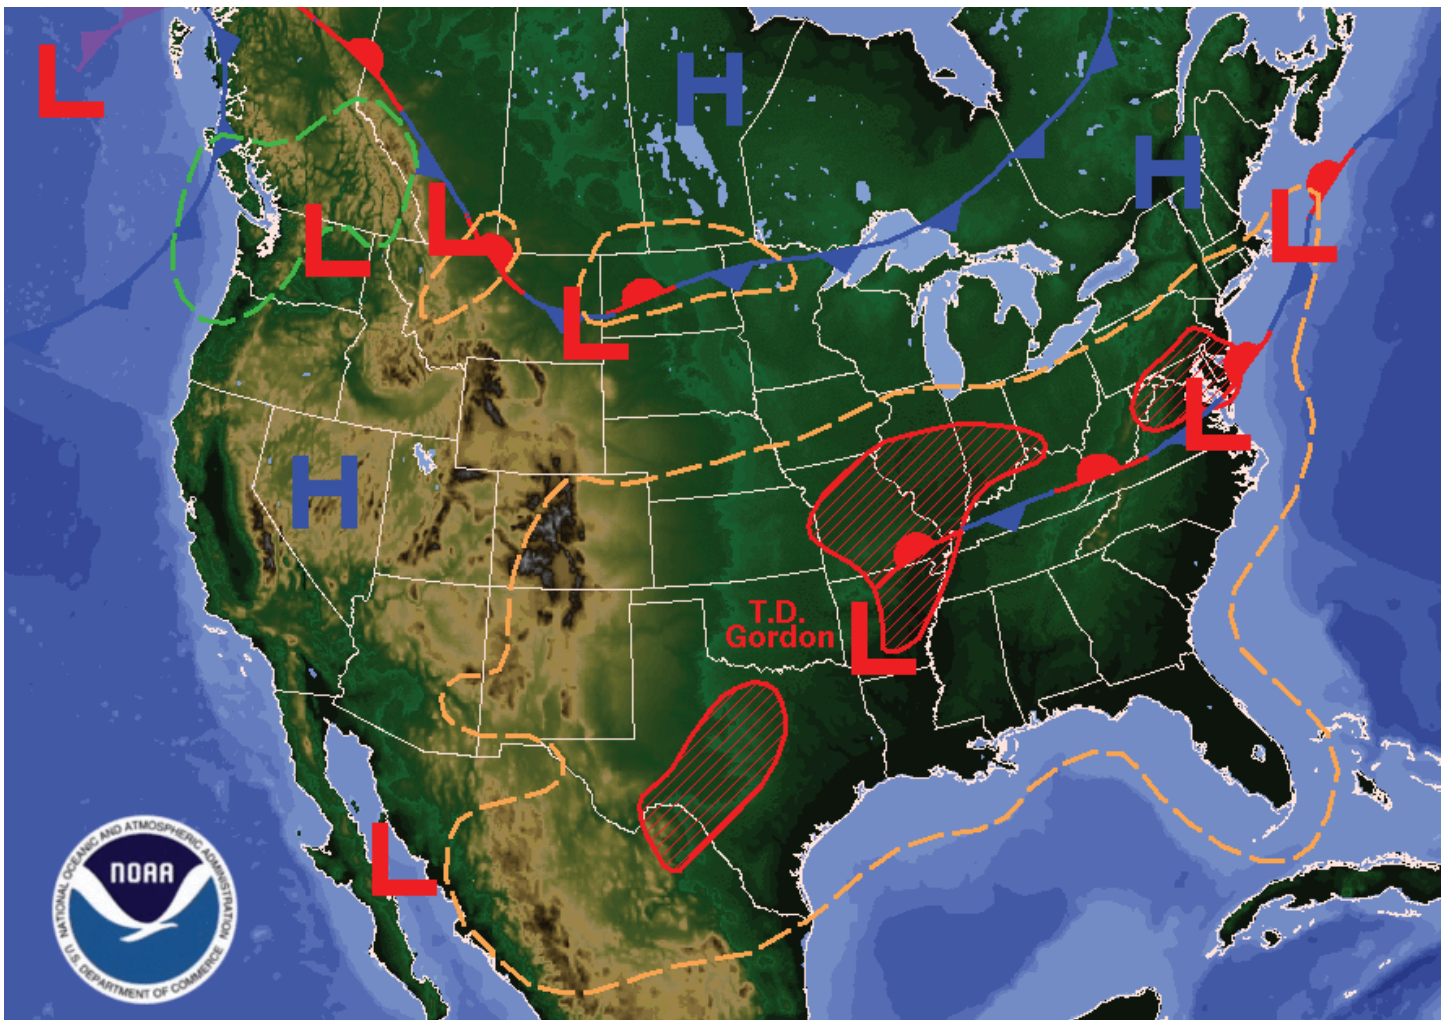 L
H
H
L
L
L
L
L
H
T.D.
Gordon
L
L
L
NATIONAL OCEANIC AND ATMOSPHERIC ADMINISTRATION
NOAA
U.S. DEPARTMENT OF COMMERCE